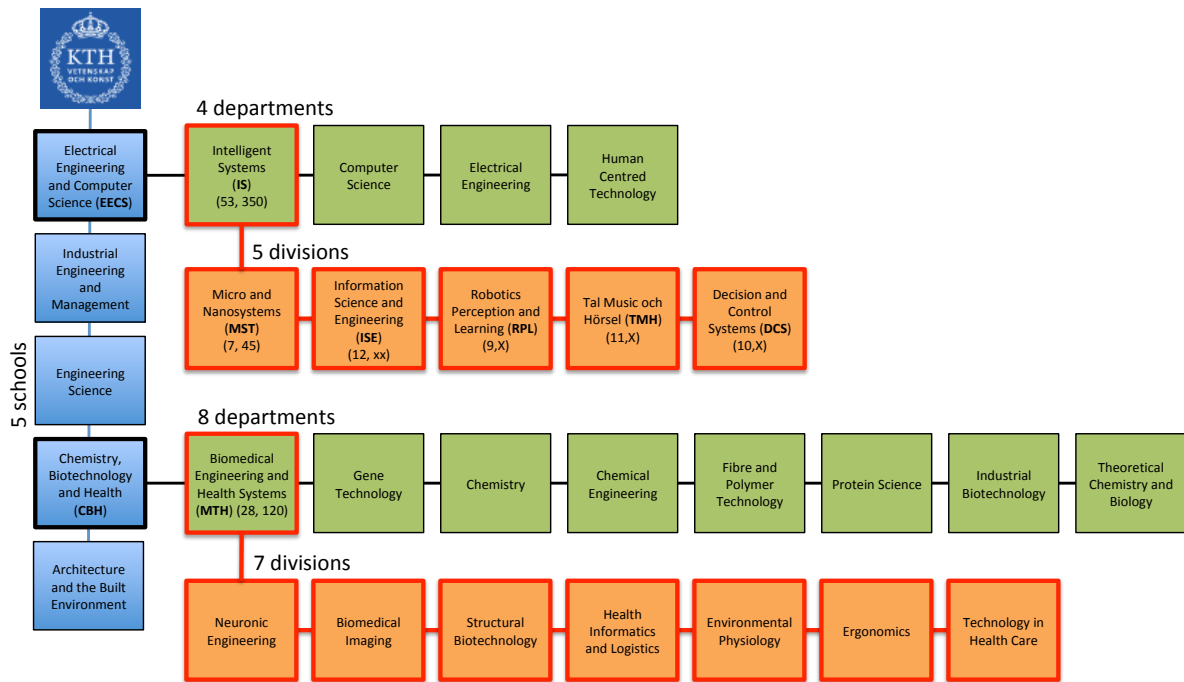 KTH
VETENSKAP
OCH KONST
5 schools
Electrical
Engineering
and Computer
Science (EECS)
Industrial
Engineering
and
Management
Engineering
Science
Chemistry,
Biotechnology
and Health
(CBH)
Architecture
and the Built
Environment
4 departments
Intelligent
Systems
(IS)
(53, 350)
Computer
Science
Electrical
Engineering
Human
Centred
Technology
5 divisions
Micro and
Nanosystems
(MST)
(7, 45)
Information
Science and
Engineering
(ISE)
(12, xx)
Robotics
Perception and
Learning (RPL)
(9,X)
Tal Music och
Hörsel (TMH)
(11,X)
Decision and
Control
Systems (DCS)
(10,X)
8 departments
Biomedical
Engineering and
Health Systems
(MTH) (28, 120)
Gene
Technology
Chemistry
Chemical
Engineering
Fibre and
Polymer
Technology
Protein Science
Industrial
Biotechnology
Theoretical
Chemistry and
Biology
7 divisions
Neuronic
Engineering
Biomedical
Imaging
Structural
Biotechnology
Health
Informatics
and Logistics
Environmental
Physiology
Ergonomics
Technology in
Health Care